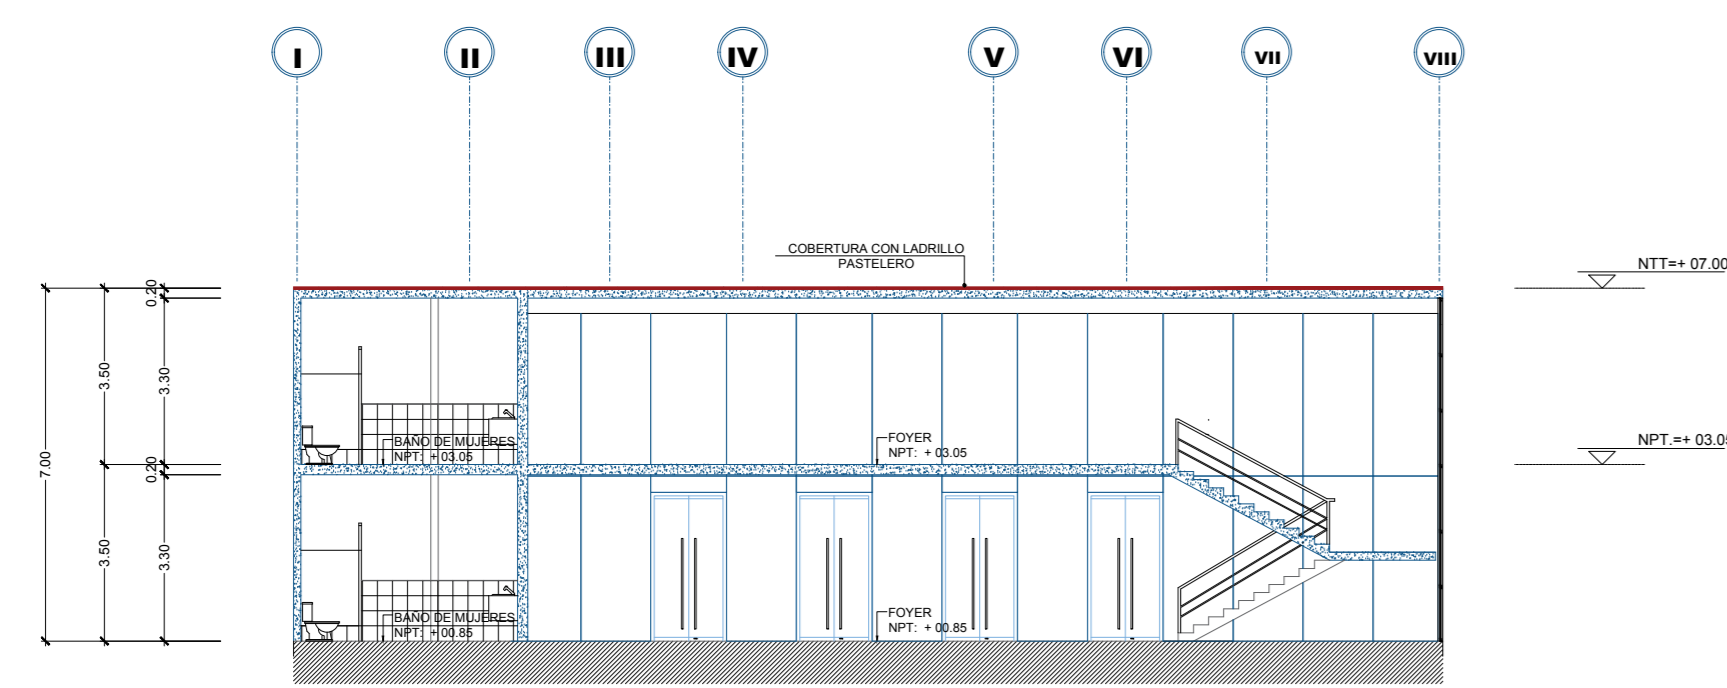 I II III IV V VI VII VIII
COBERTURA CON LADRILLO
PASTELERO
NTT=+ 07.00
0.20
3.50
3.30
7.00
BAÑO DE MUJERES
NPT: + 03.05
FOYER
NPT: + 03.05
NPT.=+ 03.05
0.20
3.50
3.30
BAÑO DE MUJERES
NPT: + 00.85
FOYER
NPT: + 00.85